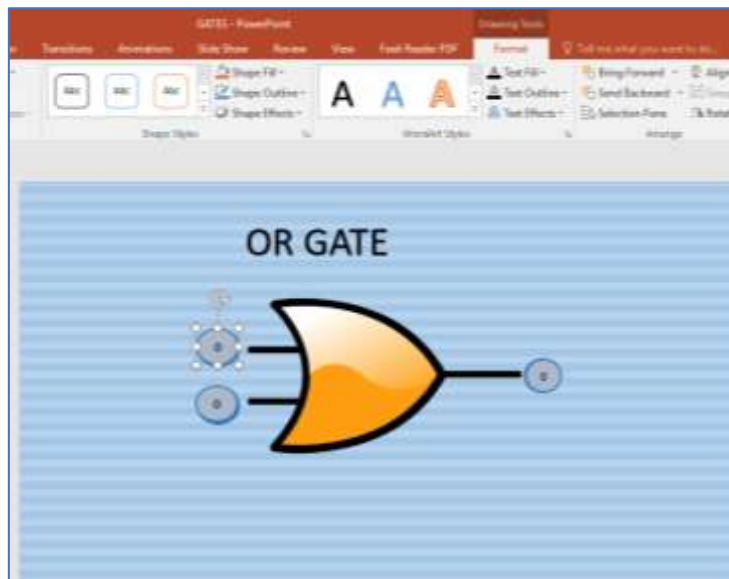 GATES - PowerPoint
Drawing Tools
Transitions Animations Slide Show Review View Foxit Reader PDF Format Tell me what you want to do...
Abc Abc Abc
Shape Fill
Shape Outline
Shape Effects
Shape Styles
A A A
Text Fill
Text Outline
Text Effects
WordArt Styles
Bring Forward
Send Backward
Selection Pane
Align
Rotate
Arrange
OR GATE
0
0
0